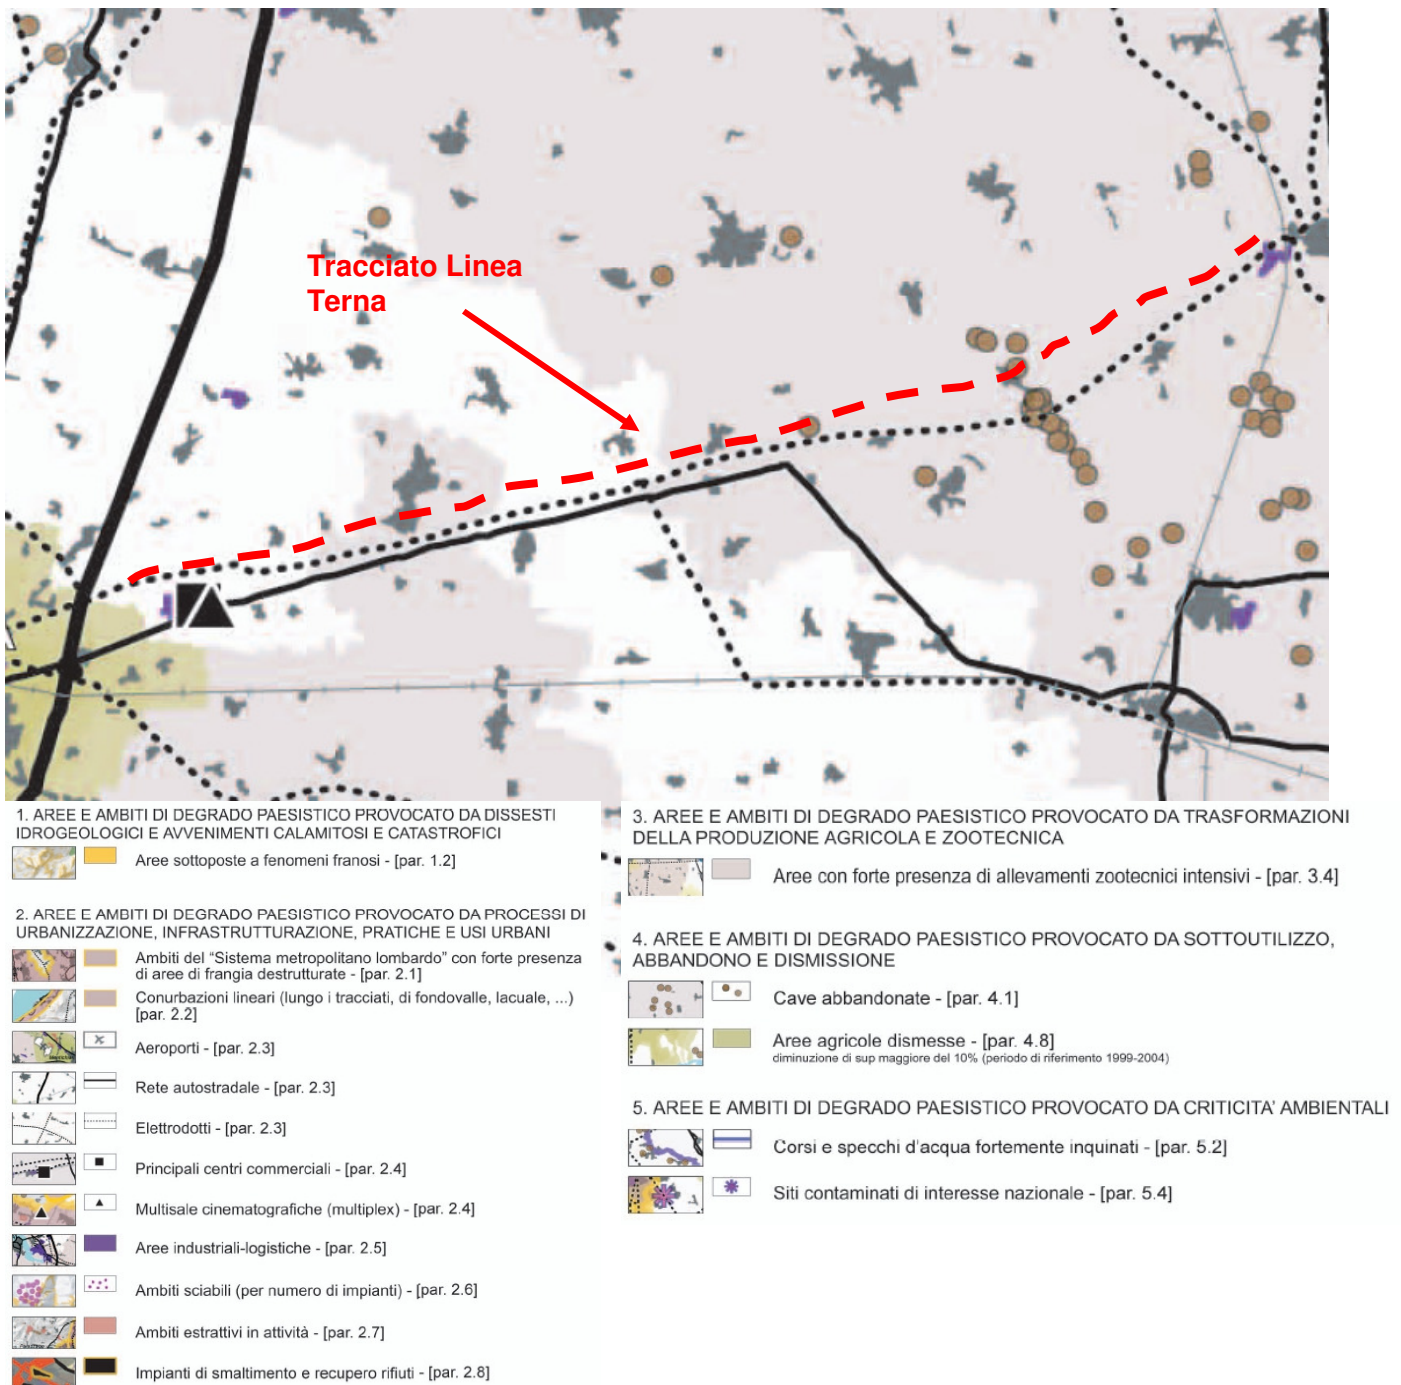 Tracciato Linea
Terna
1. AREE E AMBITI DI DEGRADO PAESISTICO PROVOCATO DA DISSESTI
IDROGEOLOGICI E AVVENIMENTI CALAMITOSI E CATASTROFICI
Aree sottoposte a fenomeni franosi - [par. 1.2]
2. AREE E AMBITI DI DEGRADO PAESISTICO PROVOCATO DA PROCESSI DI
URBANIZZAZIONE, INFRASTRUTTURAZIONE, PRATICHE E USI URBANI
Ambiti del "Sistema metropolitano lombardo" con forte presenza
di aree di frangia destrutturate - [par. 2.1]
Conurbazioni lineari (lungo i tracciati, di fondovalle, lacuale, ...)
[par. 2.2]
Aeroporti - [par. 2.3]
Rete autostradale - [par. 2.3]
Elettrodotti - [par. 2.3]
Principali centri commerciali - [par. 2.4]
Multisale cinematografiche (multiplex) - [par. 2.4]
Aree industriali-logistiche - [par. 2.5]
Ambiti sciabili (per numero di impianti) - [par. 2.6]
Ambiti estrattivi in attività - [par. 2.7]
Impianti di smaltimento e recupero rifiuti - [par. 2.8]
3. AREE E AMBITI DI DEGRADO PAESISTICO PROVOCATO DA TRASFORMAZIONI
DELLA PRODUZIONE AGRICOLA E ZOOTECNICA
Aree con forte presenza di allevamenti zootecnici intensivi - [par. 3.4]
4. AREE E AMBITI DI DEGRADO PAESISTICO PROVOCATO DA SOTTOUTILIZZO,
ABBANDONO E DISMISSIONE
Cave abbandonate - [par. 4.1]
Aree agricole dismesse - [par. 4.8]
diminuzione di sup maggiore del 10% (periodo di riferimento 1999-2004)
5. AREE E AMBITI DI DEGRADO PAESISTICO PROVOCATO DA CRITICITA' AMBIENTALI
Corsi e specchi d'acqua fortemente inquinati - [par. 5.2]
Siti contaminati di interesse nazionale - [par. 5.4]